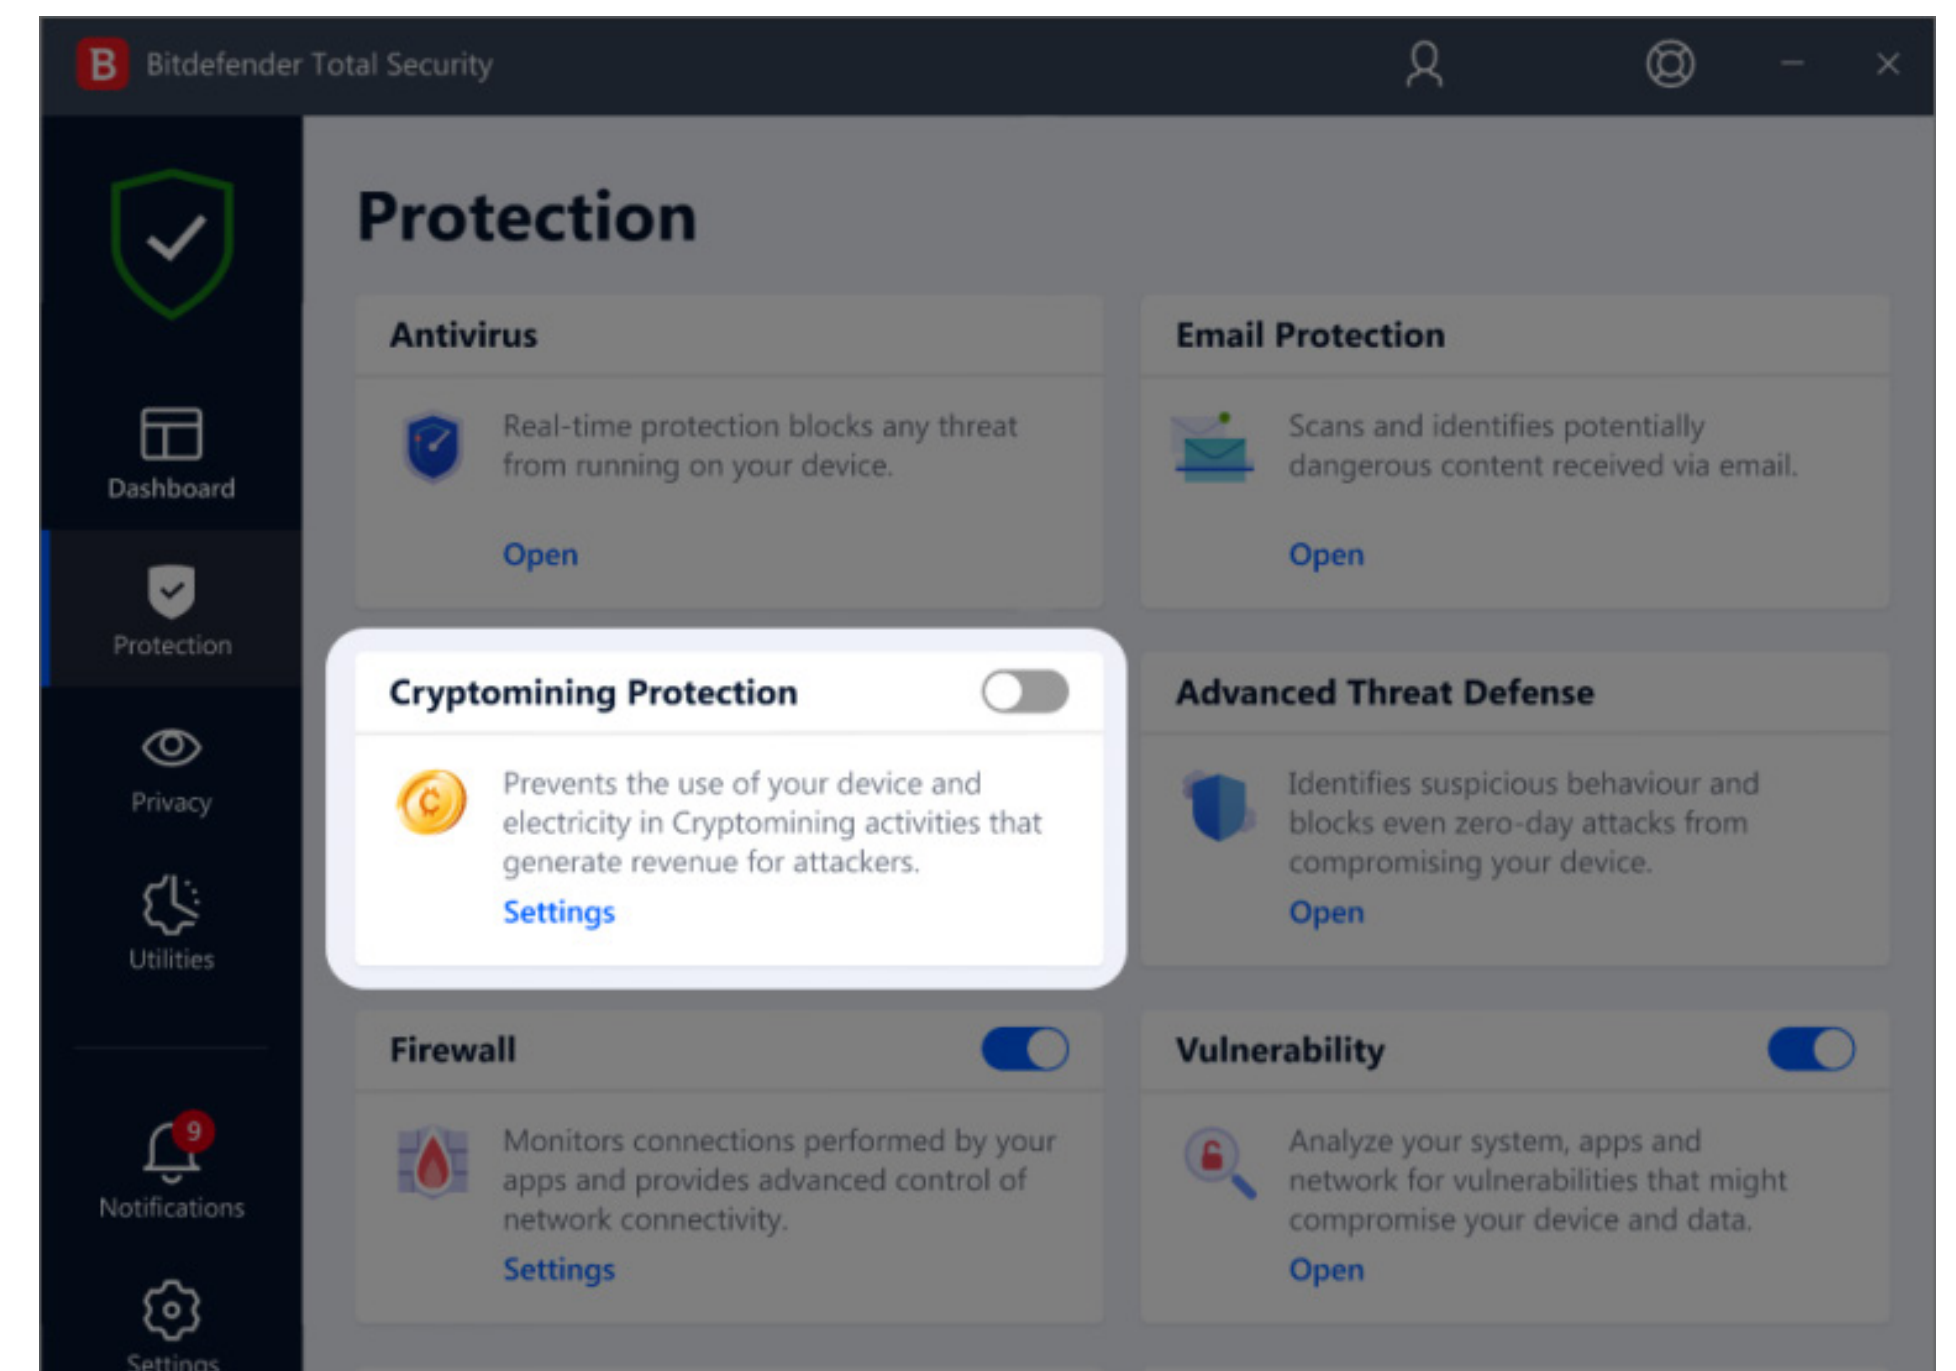 B Bitdefender Total Security
Protection
Antivirus
Real-time protection blocks any threat
from running on your device.
Open
Email Protection
Scans and identifies potentially
dangerous content received via email.
Open
Dashboard
Protection
Privacy
Utilities
9
Notifications
Settings
Cryptomining Protection
Prevents the use of your device and
electricity in Cryptomining activities that
generate revenue for attackers.
Settings
Advanced Threat Defense
Identifies suspicious behaviour and
blocks even zero-day attacks from
compromising your device.
Open
Firewall
Monitors connections performed by your
apps and provides advanced control of
network connectivity.
Settings
Vulnerability
Analyze your system, apps and
network for vulnerabilities that might
compromise your device and data.
Open